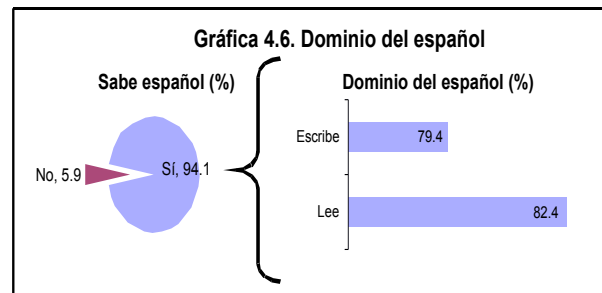 Gráfica 4.6. Dominio del español
Sabe español (%)
No, 5.9
Sí, 94.1
Dominio del español (%)
Escribe 79.4
Lee 82.4